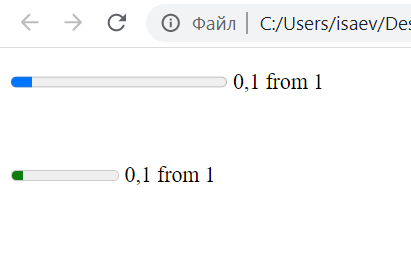 Файл C:/Users/isaev/Des
0,1 from 1
0,1 from 1